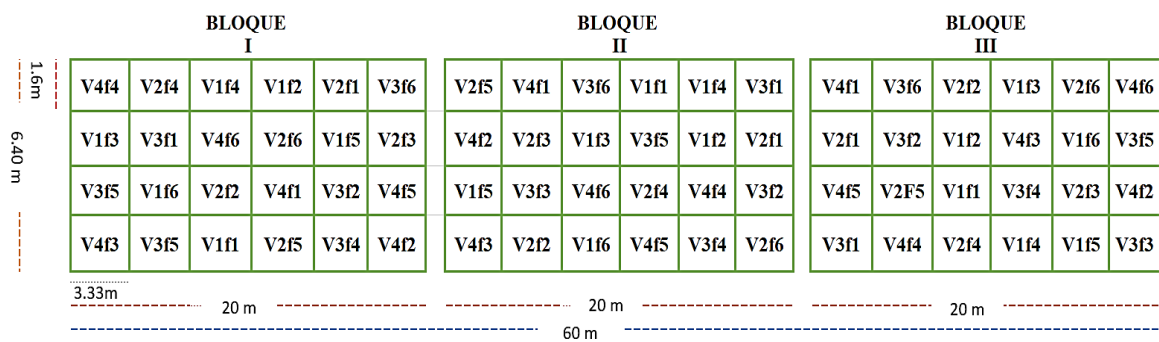 BLOQUE I BLOQUE II BLOQUE III
1.6m
V4f4 V2f4 V1f4 V1f2 V2f1 V3f6 V2f5 V4f1 V3f6 V1f1 V1f4 V3f1 V4f1 V3f6 V2f2 V1f3 V2f6 V4f6
6.40 m
V1f3 V3f1 V4f6 V2f6 V1f5 V2f3 V4f2 V2f3 V1f3 V3f5 V1f2 V2f1 V2f1 V3f2 V1f2 V4f3 V1f6 V3f5
V3f5 V1f6 V2f2 V4f1 V3f2 V4f5 V1f5 V3f3 V4f6 V2f4 V4f4 V3f2 V4f5 V2F5 V1f1 V3f4 V2f3 V4f2
V4f3 V3f5 V1f1 V2f5 V3f4 V4f2 V4f3 V2f2 V1f6 V4f5 V3f4 V2f6 V3f1 V4f4 V2f4 V1f4 V1f5 V3f3
3.33m
20 m 20 m 20 m
60 m